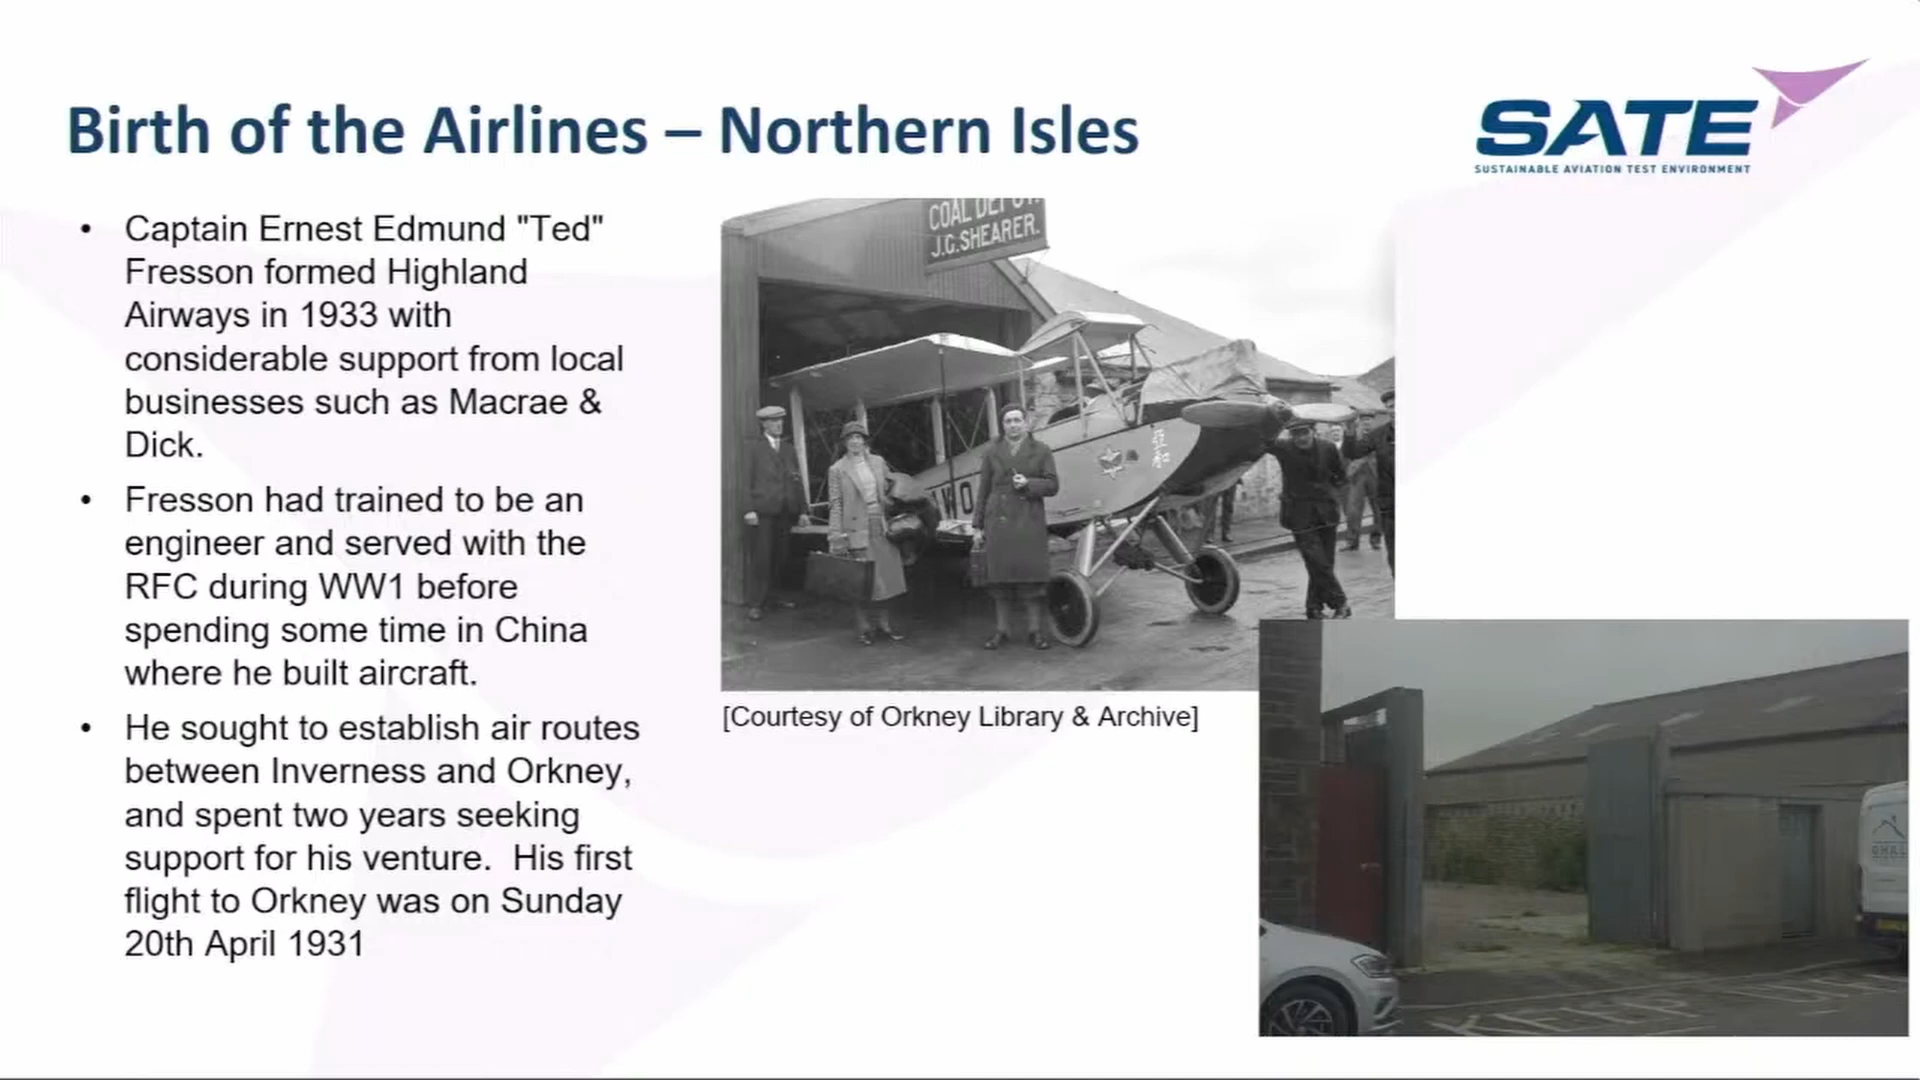 Birth of the Airlines – Northern Isles
SATE
SUSTAINABLE AVIATION TEST ENVIRONMENT
• Captain Ernest Edmund "Ted"
Fresson formed Highland
Airways in 1933 with
considerable support from local
businesses such as Macrae &
Dick.
• Fresson had trained to be an
engineer and served with the
RFC during WW1 before
spending some time in China
where he built aircraft.
• He sought to establish air routes
between Inverness and Orkney,
and spent two years seeking
support for his venture.  His first
flight to Orkney was on Sunday
20th April 1931
COAL DEPOT.
J.G. SHEARER.
WO
[Courtesy of Orkney Library & Archive]
KEEP